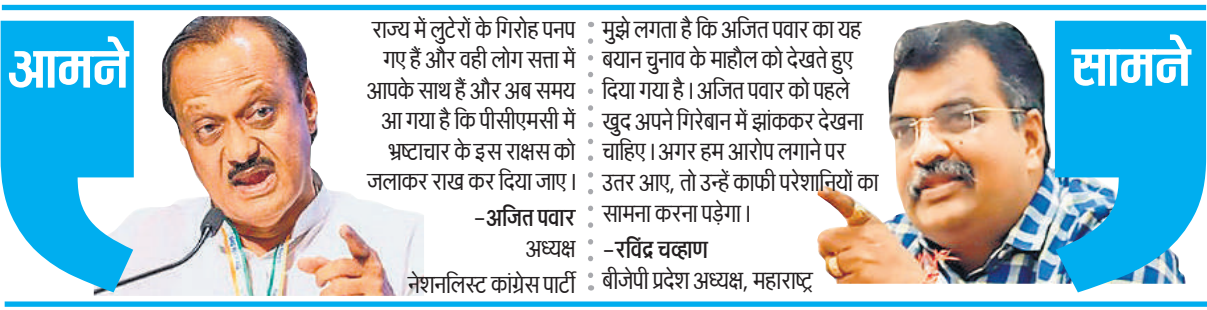 आमने
राज्य में लुटेरों के गिरोह पनप
गए हैं और वही लोग सत्ता में
आपके साथ हैं और अब समय
आ गया है कि पीसीएमसी में
भ्रष्टाचार के इस राक्षस को
जलाकर राख कर दिया जाए।
–अजित पवार
अध्यक्ष
नेशनलिस्ट कांग्रेस पार्टी
मुझे लगता है कि अजित पवार का यह
बयान चुनाव के माहौल को देखते हुए
दिया गया है। अजित पवार को पहले
खुद अपने गिरेबान में झांककर देखना
चाहिए। अगर हम आरोप लगाने पर
उतर आए, तो उन्हें काफी परेशानियों का
सामना करना पड़ेगा।
–रविंद्र चव्हाण
बीजेपी प्रदेश अध्यक्ष, महाराष्ट्र
सामने